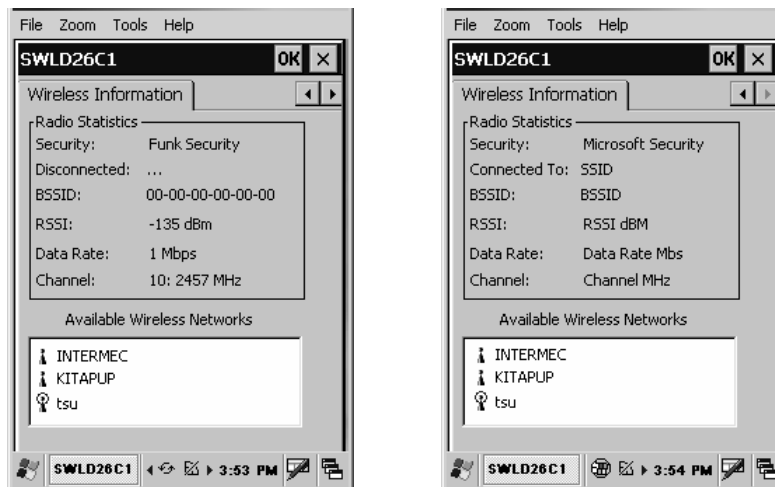 File Zoom Tools Help
SWLD26C1 OK
Wireless Information
Radio Statistics
Security: Funk Security
Disconnected: ...
BSSID: 00-00-00-00-00-00
RSSI: -135 dBm
Data Rate: 1 Mbps
Channel: 10: 2457 MHz
Available Wireless Networks
INTERMEC
KITAPUP
tsu
SWLD26C1 3:53 PM
File Zoom Tools Help
SWLD26C1 OK
Wireless Information
Radio Statistics
Security: Microsoft Security
Connected To: SSID
BSSID: BSSID
RSSI: RSSI dBM
Data Rate: Data Rate Mbs
Channel: Channel MHz
Available Wireless Networks
INTERMEC
KITAPUP
tsu
SWLD26C1 3:54 PM